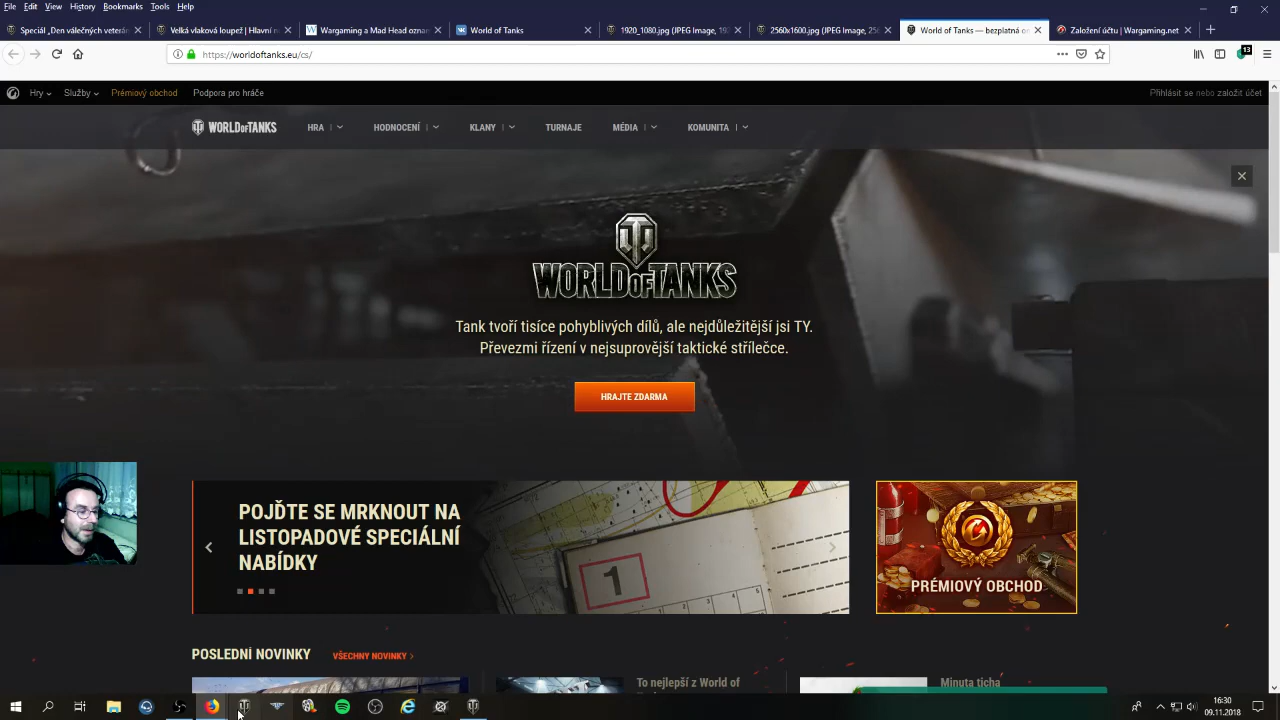 File Edit View History Bookmarks Tools Help
Speciál „Den válečných veterán
Velká vlaková loupež | Hlavní n
Wargaming a Mad Head oznam
World of Tanks
1920_1080.jpg (JPEG Image, 192
2560x1600.jpg (JPEG Image, 256
World of Tanks — bezplatná on
Založení účtu | Wargaming.net
https://worldoftanks.eu/cs/
13
Hry Služby Prémiový obchod Podpora pro hráče
Přihlásit se nebo založit účet
WORLD OF TANKS
HRA HODNOCENÍ KLANY TURNAJE MÉDIA KOMUNITA
WORLD OF TANKS
Tank tvoří tisíce pohyblivých dílů, ale nejdůležitější jsi TY.
Převezmi řízení v nejsuprovější taktické střílečce.
HRAJTE ZDARMA
POJĎTE SE MRKNOUT NA
LISTOPADOVÉ SPECIÁLNÍ
NABÍDKY
1
PRÉMIOVÝ OBCHOD
POSLEDNÍ NOVINKY VŠECHNY NOVINKY
To nejlepší z World of
Minuta ticha
16:30
09.11.2018